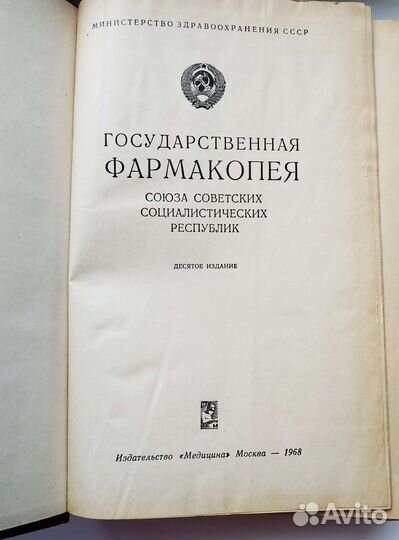 МИНИСТЕРСТВО ЗДРАВООХРАНЕНИЯ СССР
ГОСУДАРСТВЕННАЯ
ФАРМАКОПЕЯ
СОЮЗА СОВЕТСКИХ
СОЦИАЛИСТИЧЕСКИХ
РЕСПУБЛИК
ДЕСЯТОЕ ИЗДАНИЕ
Издательство «Медицина» Москва — 1968
Avito